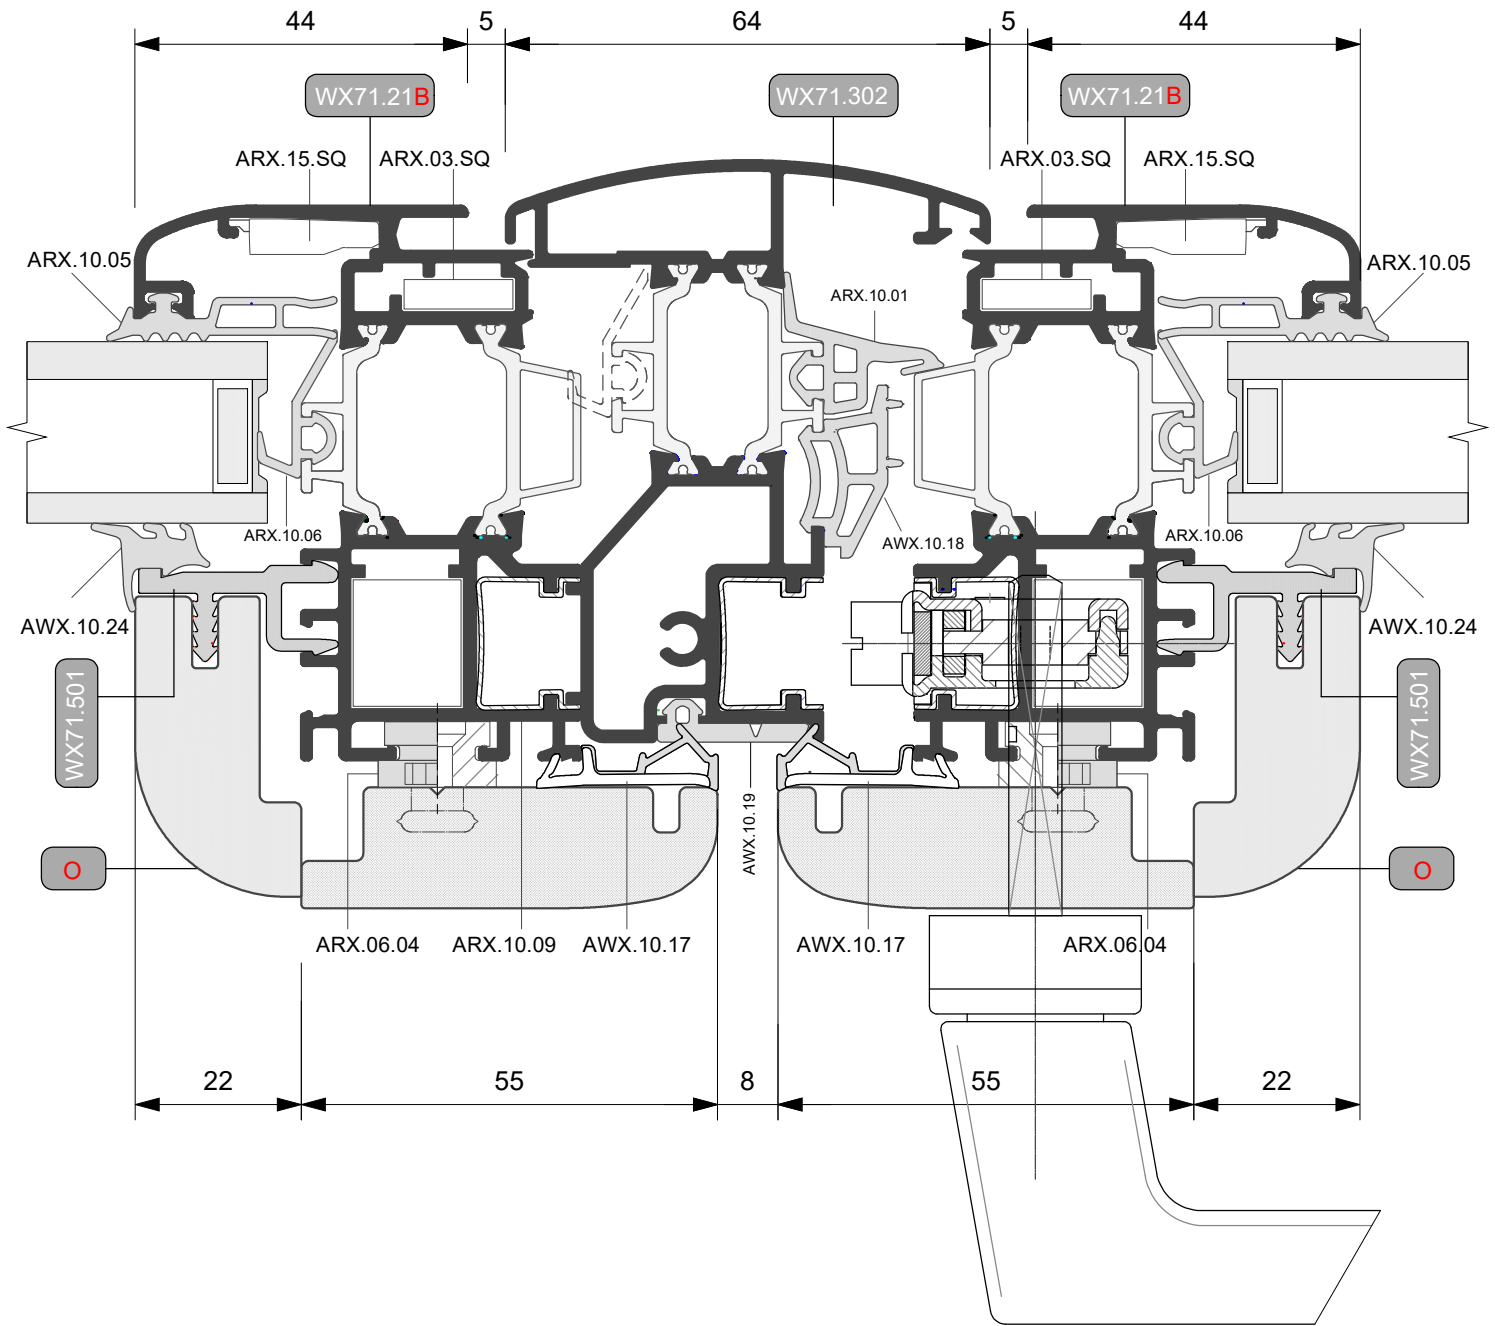 44 5 64 5 44
WX71.21B WX71.302 WX71.21B
ARX.15.SQ ARX.03.SQ ARX.03.SQ ARX.15.SQ
ARX.10.05 ARX.10.05
ARX.10.01
ARX.10.06 AWX.10.18 ARX.10.06
AWX.10.24 AWX.10.24
WX71.501 WX71.501
AWX.10.19
O O
ARX.06.04 ARX.10.09 AWX.10.17 AWX.10.17 ARX.06.04
22 55 8 55 22